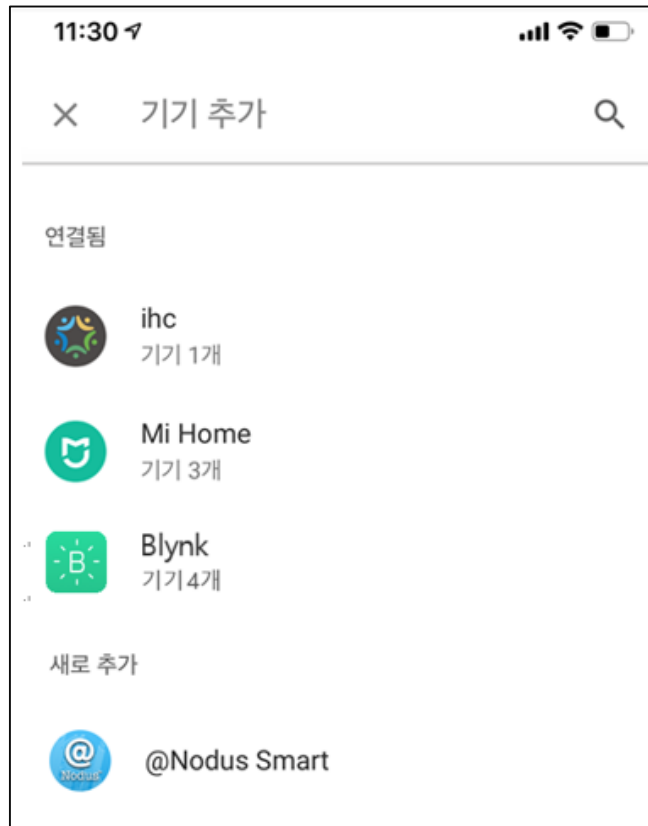 11:30
기기 추가
연결됨
ihc
기기 1개
Mi Home
기기 3개
B
Blynk
기기4개
새로 추가
@
Nodus
@Nodus Smart